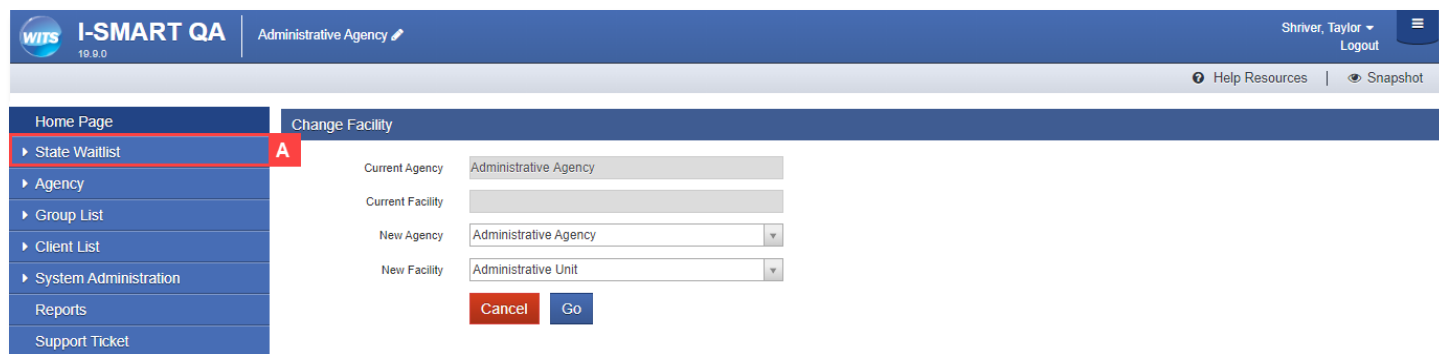 WITS I-SMART QA Administrative Agency Shriver, Taylor
19.9.0 Logout
Help Resources | Snapshot
Home Page
State Waitlist A
Agency
Group List
Client List
System Administration
Reports
Support Ticket
Change Facility
Current Agency Administrative Agency
Current Facility
New Agency Administrative Agency
New Facility Administrative Unit
Cancel Go